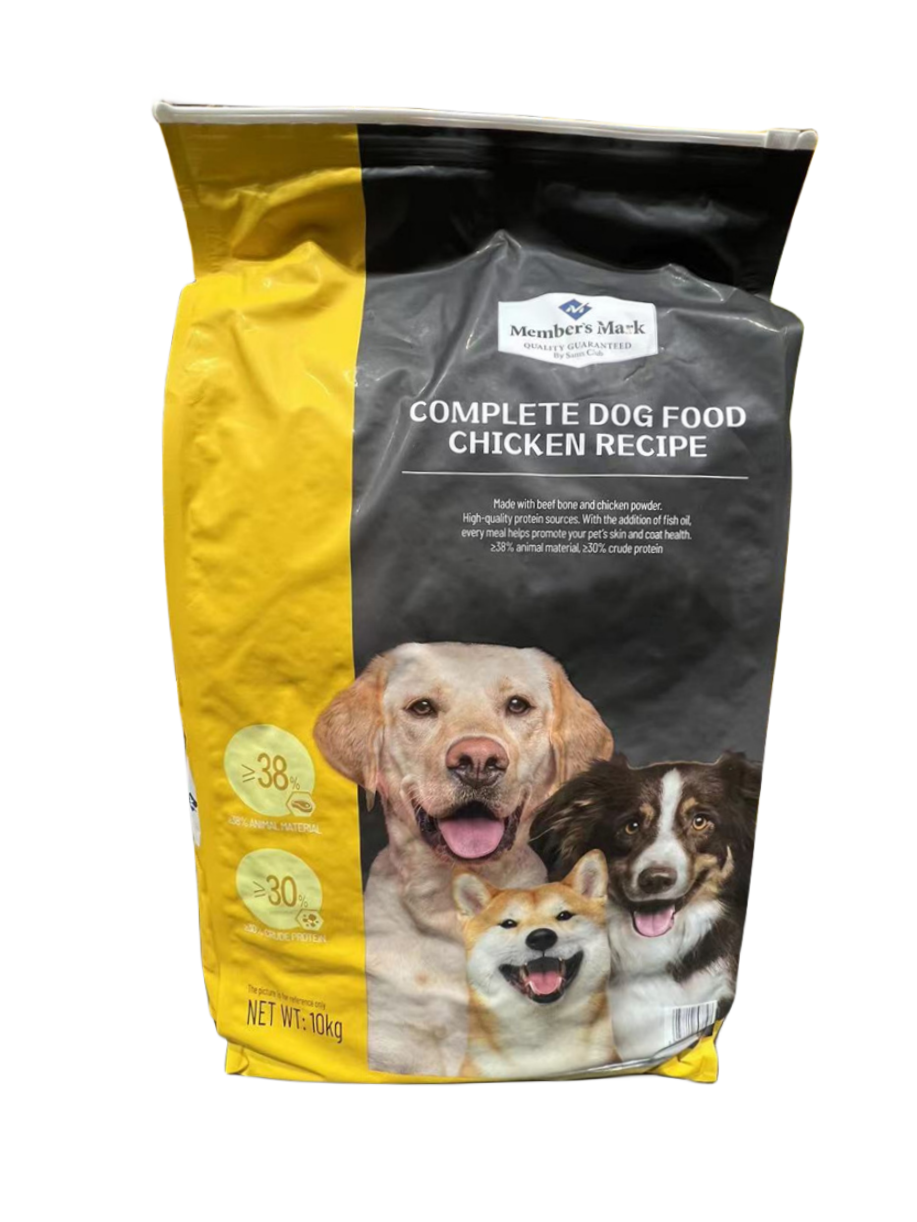 Member's Mark
QUALITY GUARANTEED
By Sam's Club
COMPLETE DOG FOOD
CHICKEN RECIPE
Made with beef bone and chicken powder.
High-quality protein sources. With the addition of fish oil,
every meal helps promote your pet's skin and coat health.
≥38% animal material, ≥30% crude protein
≥38%
≥38% ANIMAL MATERIAL
≥30%
≥30% CRUDE PROTEIN
The picture is for reference only
NET WT: 10kg